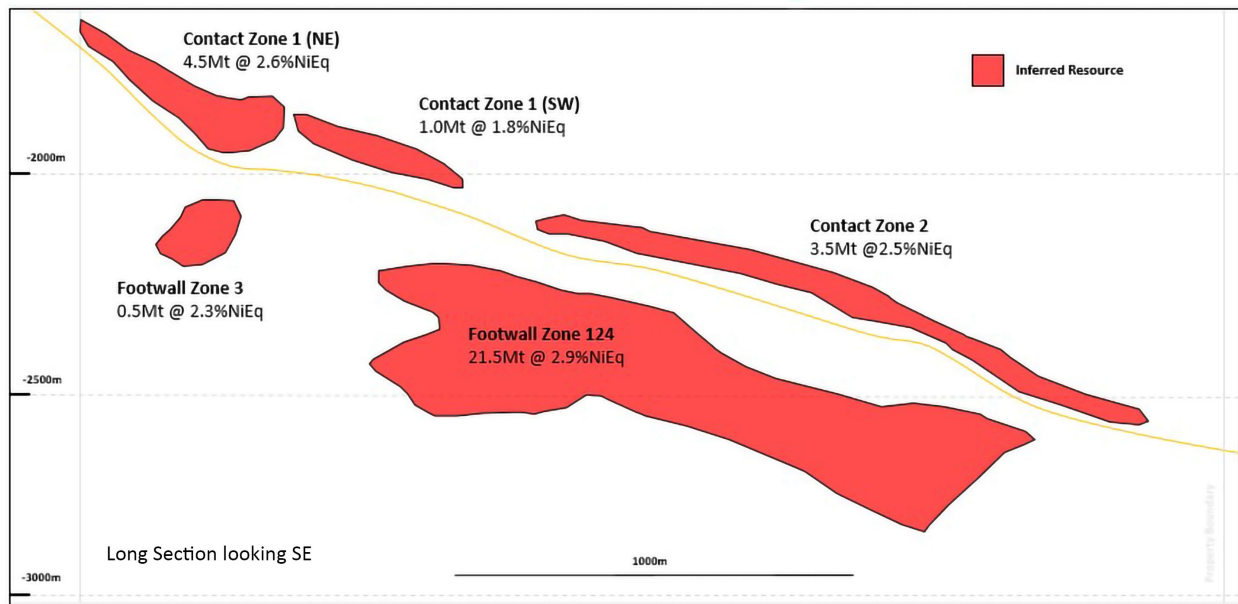 Contact Zone 1 (NE)
4.5Mt @ 2.6%NiEq
Inferred Resource
Contact Zone 1 (SW)
1.0Mt @ 1.8%NiEq
-2000m
Contact Zone 2
3.5Mt @2.5%NiEq
Footwall Zone 3
0.5Mt @ 2.3%NiEq
Footwall Zone 124
21.5Mt @ 2.9%NiEq
-2500m
Property Boundary
Long Section looking SE
1000m
-3000m